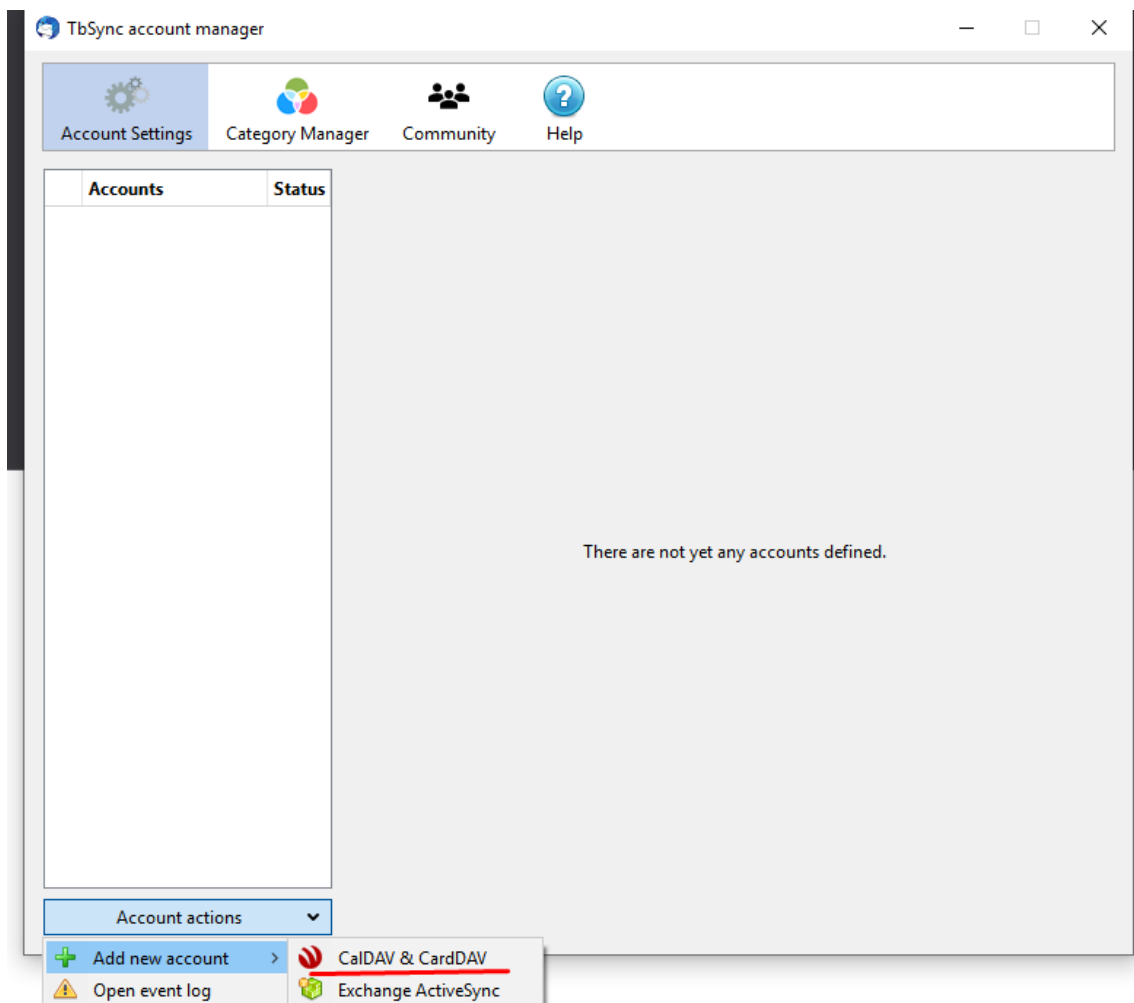 TbSync account manager
Account Settings
Category Manager
Community
Help
Accounts
Status
There are not yet any accounts defined.
Account actions
Add new account
CalDAV & CardDAV
Open event log
Exchange ActiveSync